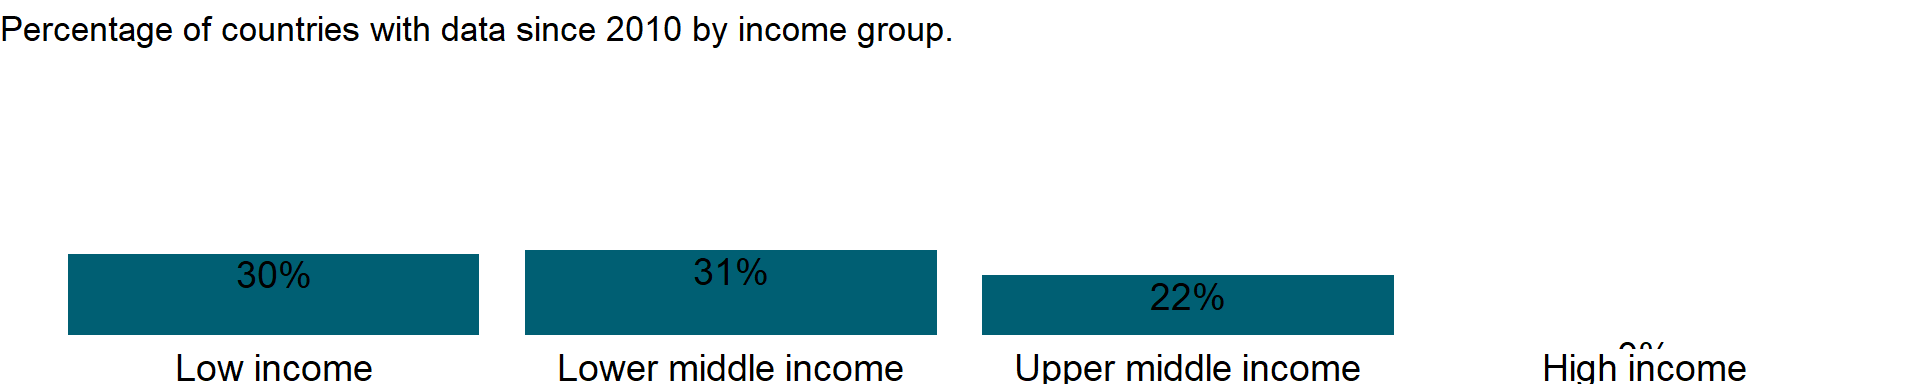 Percentage of countries with data since 2010 by income group.
30%
31%
22%
0%
Low income
Lower middle income
Upper middle income
High income